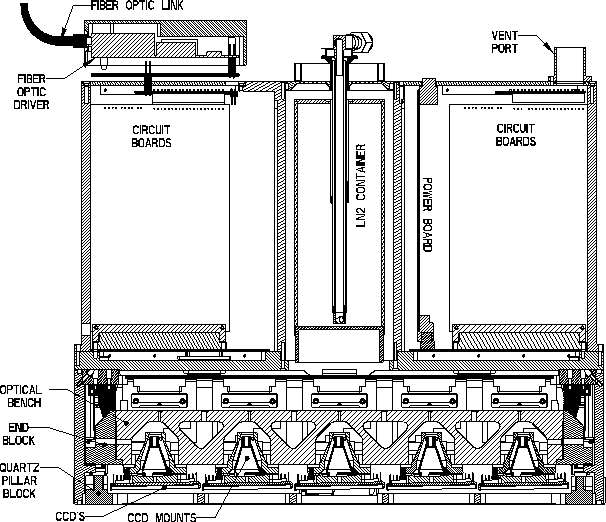 FIBER OPTIC LINK
VENT
PORT
FIBER
OPTIC
DRIVER
CIRCUIT
BOARDS
LN2 CONTAINER
POWER BOARD
CIRCUIT
BOARDS
OPTICAL
BENCH
END
BLOCK
QUARTZ
PILLAR
BLOCK
CCD'S
CCD MOUNTS